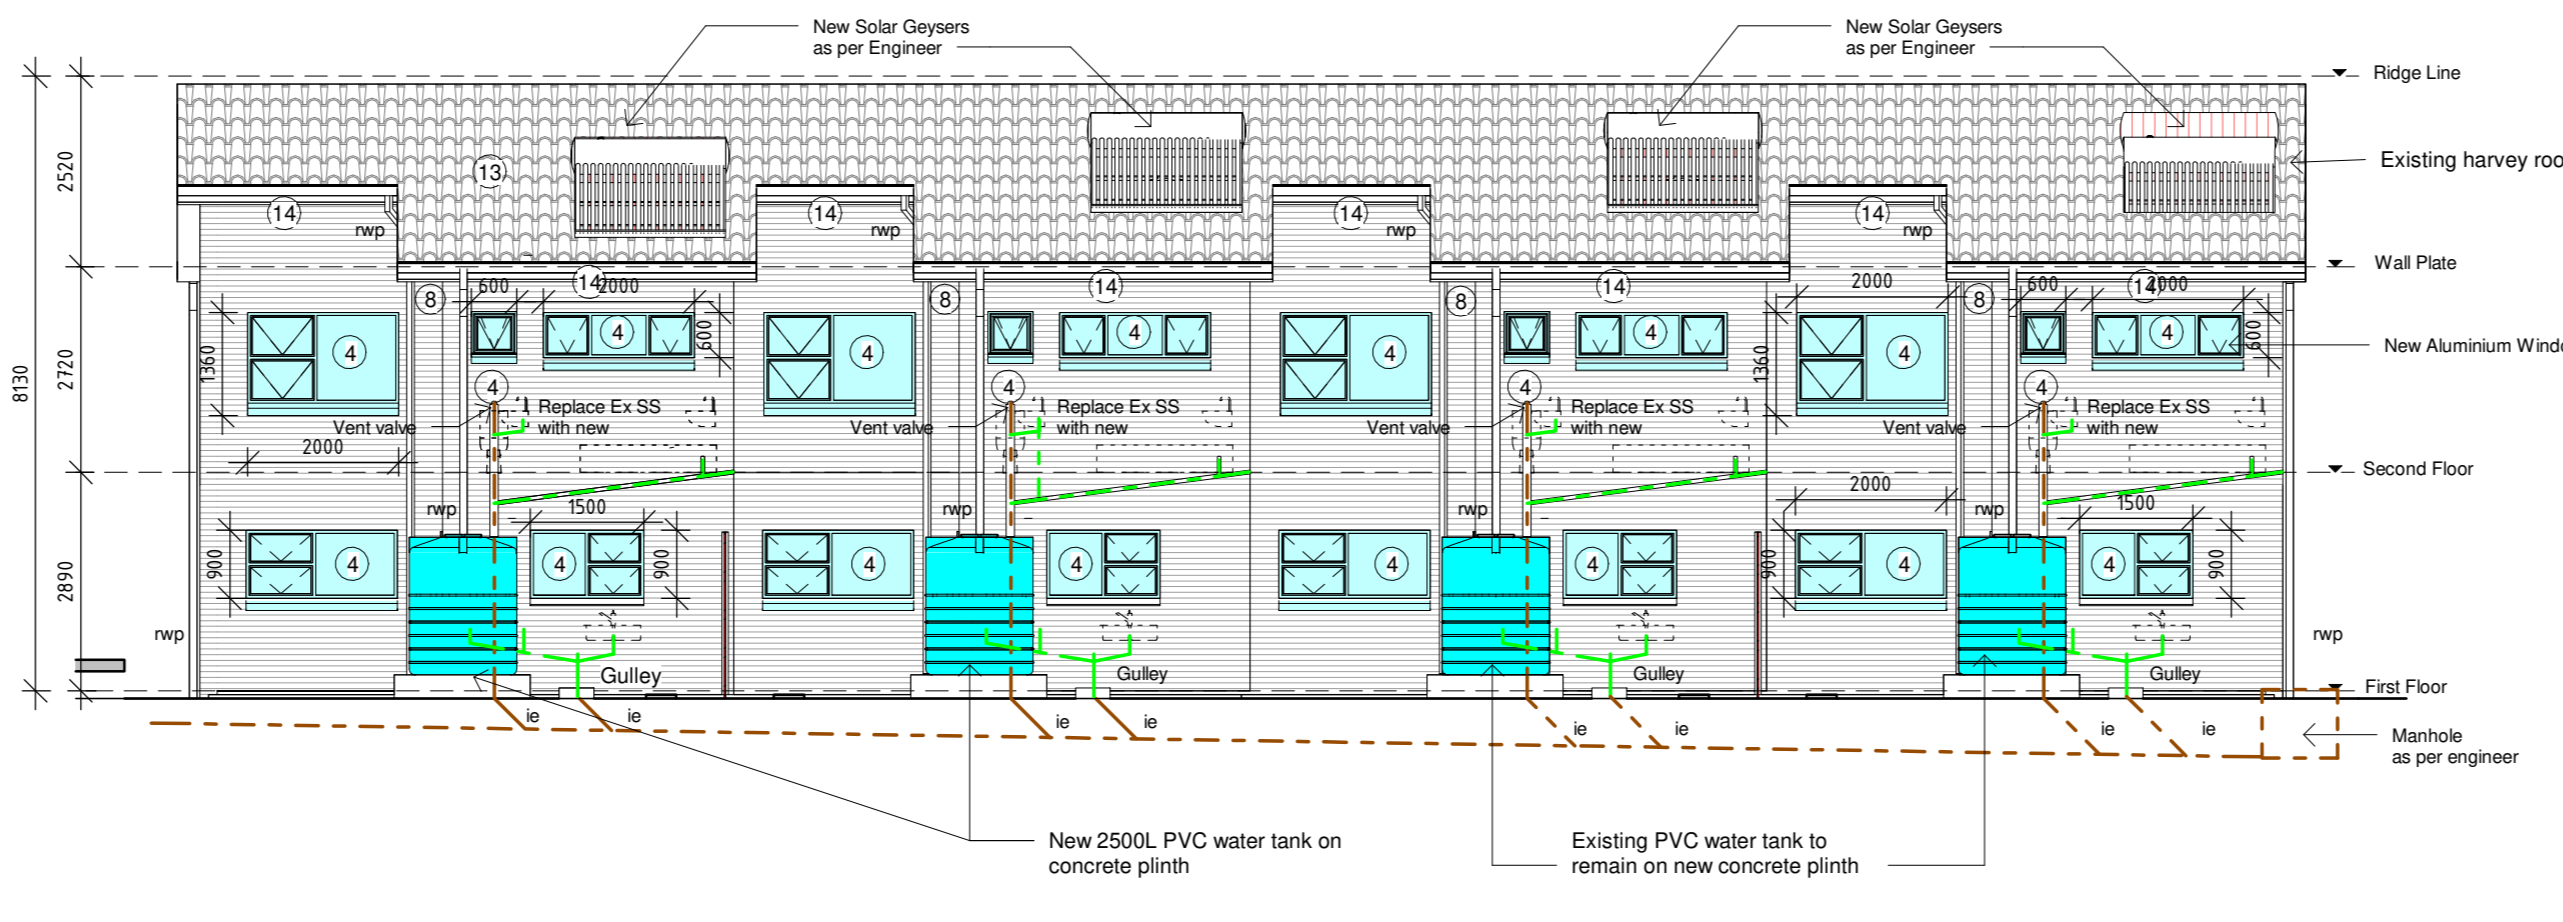 New Solar Geysers
as per Engineer
New Solar Geysers
as per Engineer
Ridge Line
Existing harvey roo
13
14
14
14
14
rwp
rwp
rwp
rwp
Wall Plate
8130
2520
2720
2890
8
600
14
2000
8
14
8
14
2000
8
600
14
2000
4
4
4
4
4
4
4
4
600
600
New Aluminium Windo
1360
1360
4
4
4
4
Replace Ex SS
with new
Replace Ex SS
with new
Replace Ex SS
with new
Replace Ex SS
with new
Vent valve
Vent valve
Vent valve
Vent valve
2000
2000
Second Floor
rwp
1500
rwp
rwp
rwp
1500
900
4
4
900
4
4
4
4
900
4
4
900
rwp
rwp
Gulley
Gulley
Gulley
Gulley
First Floor
ie
ie
ie
ie
ie
ie
ie
ie
Manhole
as per engineer
New 2500L PVC water tank on
concrete plinth
Existing PVC water tank to
remain on new concrete plinth